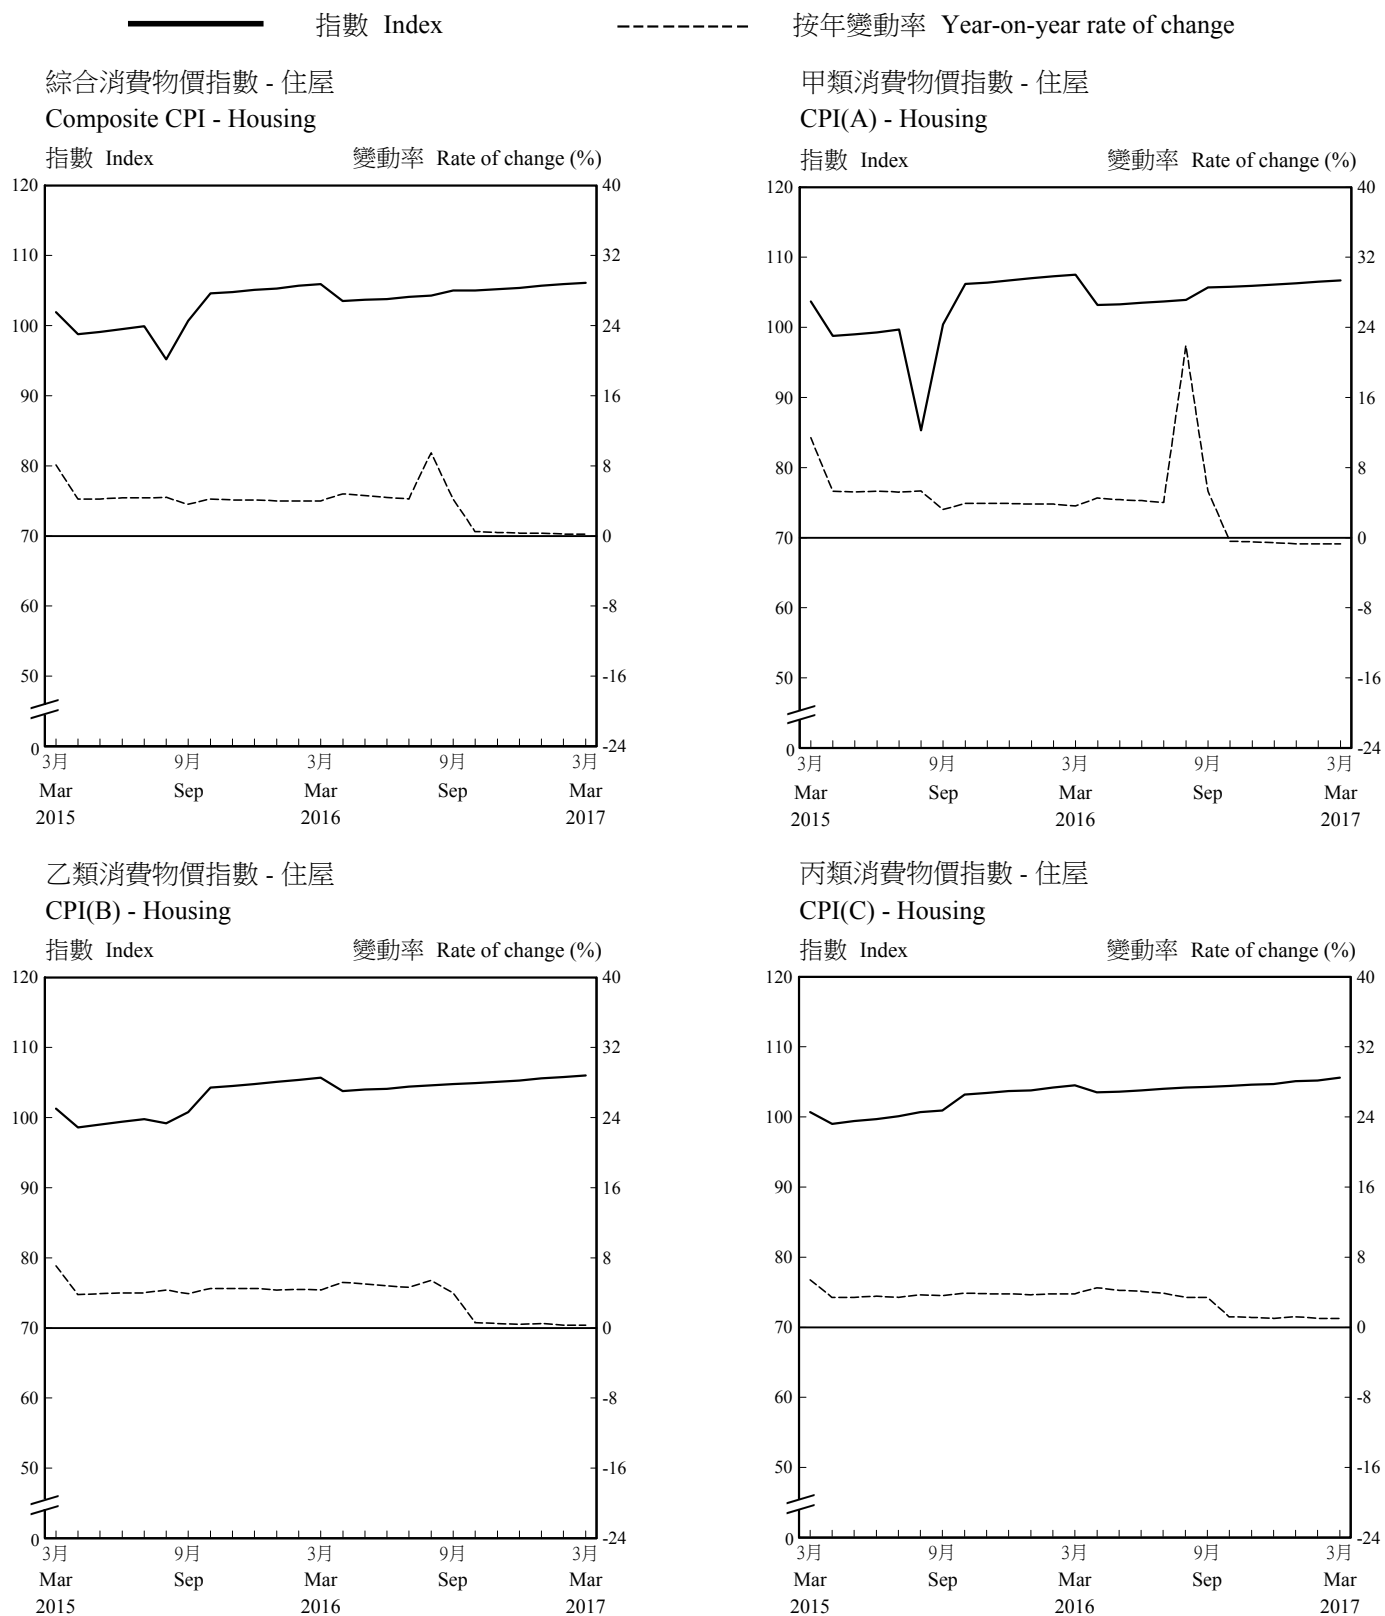 指數 Index 按年變動率 Year-on-year rate of change
綜合消費物價指數 - 住屋
Composite CPI - Housing
指數 Index 變動率 Rate of change (%)
120 40
110 32
100 24
90 16
80 8
70 0
60 -8
50 -16
0 -24
3月 9月 3月 9月 3月
Mar Sep Mar Sep Mar
2015 2016 2017
甲類消費物價指數 - 住屋
CPI(A) - Housing
指數 Index 變動率 Rate of change (%)
120 40
110 32
100 24
90 16
80 8
70 0
60 -8
50 -16
0 -24
3月 9月 3月 9月 3月
Mar Sep Mar Sep Mar
2015 2016 2017
乙類消費物價指數 - 住屋
CPI(B) - Housing
指數 Index 變動率 Rate of change (%)
120 40
110 32
100 24
90 16
80 8
70 0
60 -8
50 -16
0 -24
3月 9月 3月 9月 3月
Mar Sep Mar Sep Mar
2015 2016 2017
丙類消費物價指數 - 住屋
CPI(C) - Housing
指數 Index 變動率 Rate of change (%)
120 40
110 32
100 24
90 16
80 8
70 0
60 -8
50 -16
0 -24
3月 9月 3月 9月 3月
Mar Sep Mar Sep Mar
2015 2016 2017